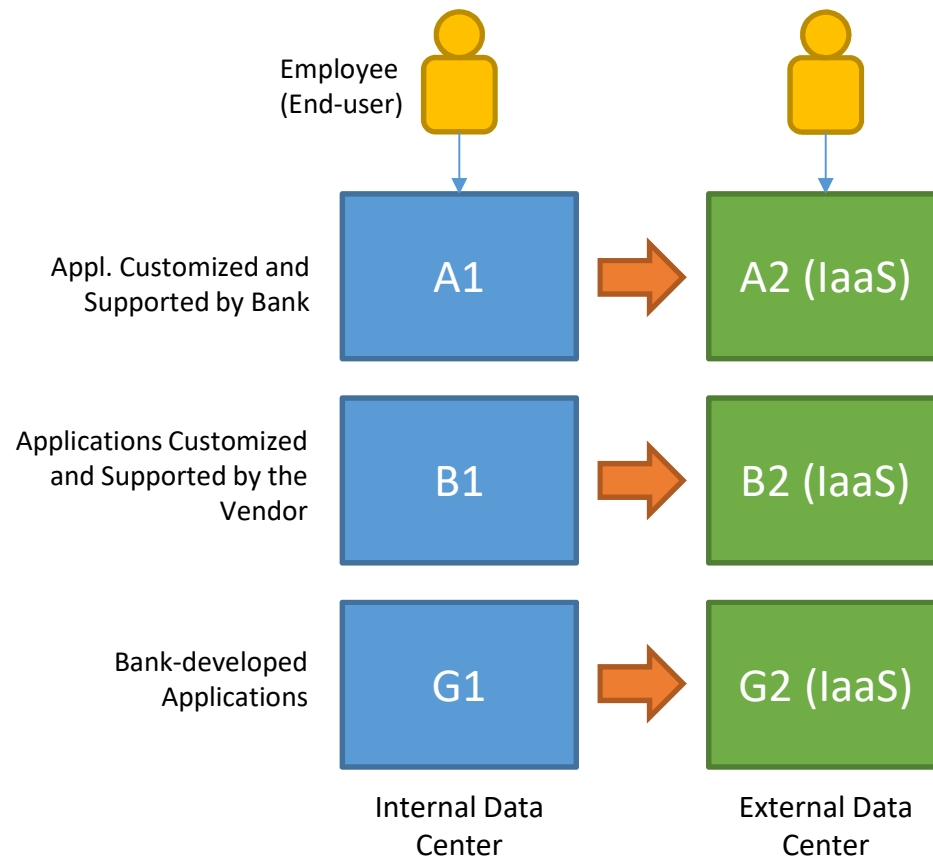 Employee
(End-user)
Appl. Customized and
Supported by Bank
A1
A2 (IaaS)
Applications Customized
and Supported by the
Vendor
B1
B2 (IaaS)
Bank-developed
Applications
G1
G2 (IaaS)
Internal Data
Center
External Data
Center